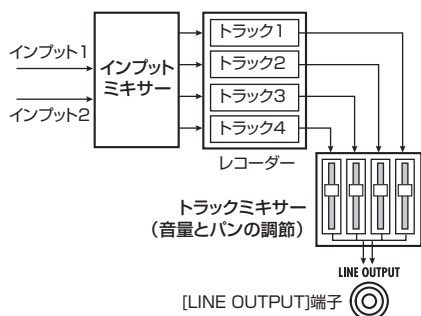 インプット1
インプット2
インプット
ミキサー
トラック1
トラック2
トラック3
トラック4
レコーダー
トラックミキサー
(音量とパンの調節)
LINE OUTPUT
[LINE OUTPUT]端子